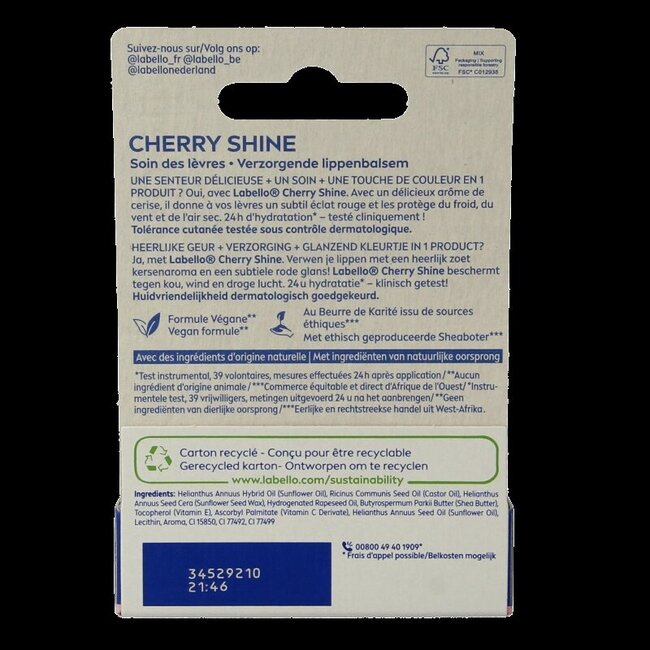 Suivez-nous sur/Volg ons op:
@labello_fr @labello_be
@labellonederland
FSC
MIX
Packaging | Supporting
responsible forestry
FSC® C012938
CHERRY SHINE
Soin des lèvres • Verzorgende lippenbalsem
UNE SENTEUR DÉLICIEUSE + UN SOIN + UNE TOUCHE DE COULEUR EN 1
PRODUIT ? Oui, avec Labello® Cherry Shine. Avec un délicieux arôme de
cerise, il donne à vos lèvres un subtil éclat rouge et les protège du froid, du
vent et de l'air sec. 24h d'hydratation* – testé cliniquement !
Tolérance cutanée testée sous contrôle dermatologique.
HEERLIJKE GEUR + VERZORGING + GLANZEND KLEURTJE IN 1 PRODUCT?
Ja, met Labello® Cherry Shine. Verwen je lippen met een heerlijk zoet
kersenaroma en een subtiele rode glans! Labello® Cherry Shine beschermt
tegen kou, wind en droge lucht. 24u hydratatie* – klinisch getest!
Huidvriendelijkheid dermatologisch goedgekeurd.
Formule Végane**
Vegan formule**
Au Beurre de Karité issu de sources
éthiques***
Met ethisch geproduceerde Sheaboter***
Avec des ingrédients d'origine naturelle | Met ingrediënten van natuurlijke oorsprong
*Test instrumental, 39 volontaires, mesures effectuées 24h après application/**Aucun
ingrédient d'origine animale/***Commerce équitable et direct d'Afrique de l'Ouest/*Instru-
mentele test, 39 vrijwilligers, metingen uitgevoerd 24 u na het aanbrengen/**Geen
ingrediënten van dierlijke oorsprong/***Eerlijke en rechtstreekse handel uit West-Afrika.
Carton recyclé - Conçu pour être recyclable
Gerecycled karton- Ontworpen om te recyclen
www.labello.com/sustainability
Ingredients: Helianthus Annuus Hybrid Oil (Sunflower Oil), Ricinus Communis Seed Oil (Castor Oil), Helianthus
Annuus Seed Cera (Sunflower Seed Wax), Hydrogenated Rapeseed Oil, Butyrospermum Parkii Butter (Shea Butter),
Tocopherol (Vitamin E), Ascorbyl Palmitate (Vitamin C Derivate), Helianthus Annuus Seed Oil (Sunflower Oil),
Lecithin, Aroma, CI 15850, CI 77492, CI 77499
34529210
21:46
00800 49 40 1909*
* Frais d'appel possible/Belkosten mogelijk